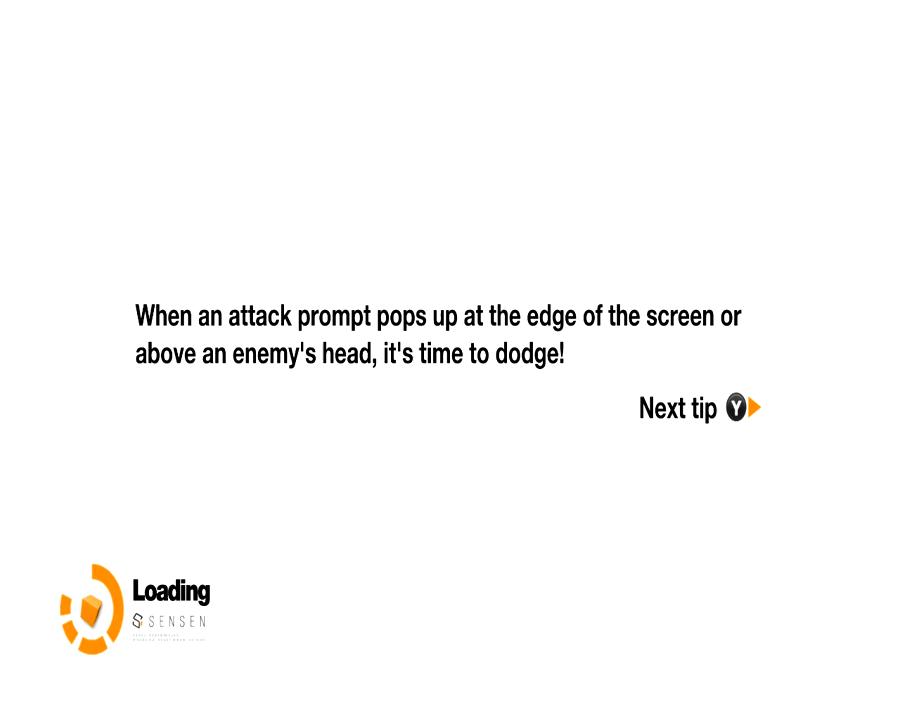 When an attack prompt pops up at the edge of the screen or
above an enemy's head, it's time to dodge!
Next tip Y
Loading
SENSEN